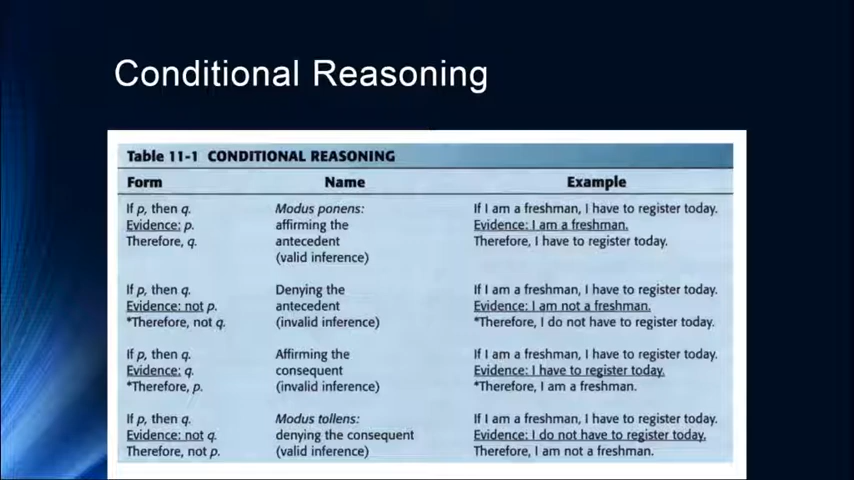 Conditional Reasoning
Table 11-1 CONDITIONAL REASONING
Form Name Example
If p, then q. Modus ponens: If I am a freshman, I have to register today.
Evidence: p. affirming the Evidence: I am a freshman.
Therefore, q. antecedent Therefore, I have to register today.
(valid inference)
If p, then q. Denying the If I am a freshman, I have to register today.
Evidence: not p. antecedent Evidence: I am not a freshman.
*Therefore, not q. (invalid inference) *Therefore, I do not have to register today.
If p, then q. Affirming the If I am a freshman, I have to register today.
Evidence: q. consequent Evidence: I have to register today.
*Therefore, p. (invalid inference) *Therefore, I am a freshman.
If p, then q. Modus tollens: If I am a freshman, I have to register today.
Evidence: not q. denying the consequent Evidence: I do not have to register today.
Therefore, not p. (valid inference) Therefore, I am not a freshman.